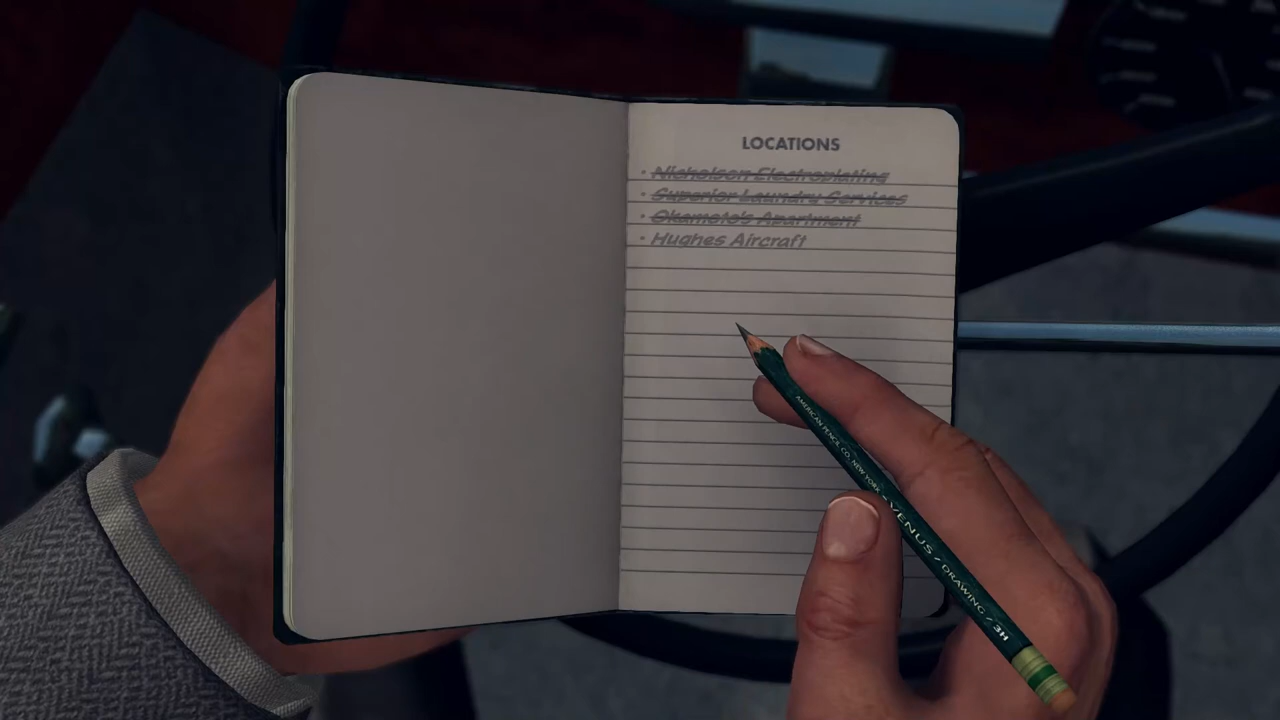 LOCATIONS
· Nicholson Electroplating
· Superior Laundry Services
· Okamoto's Apartment
· Hughes Aircraft
AMERICAN PENCIL CO. NEW YORK VENUS / DRAWING / 3H